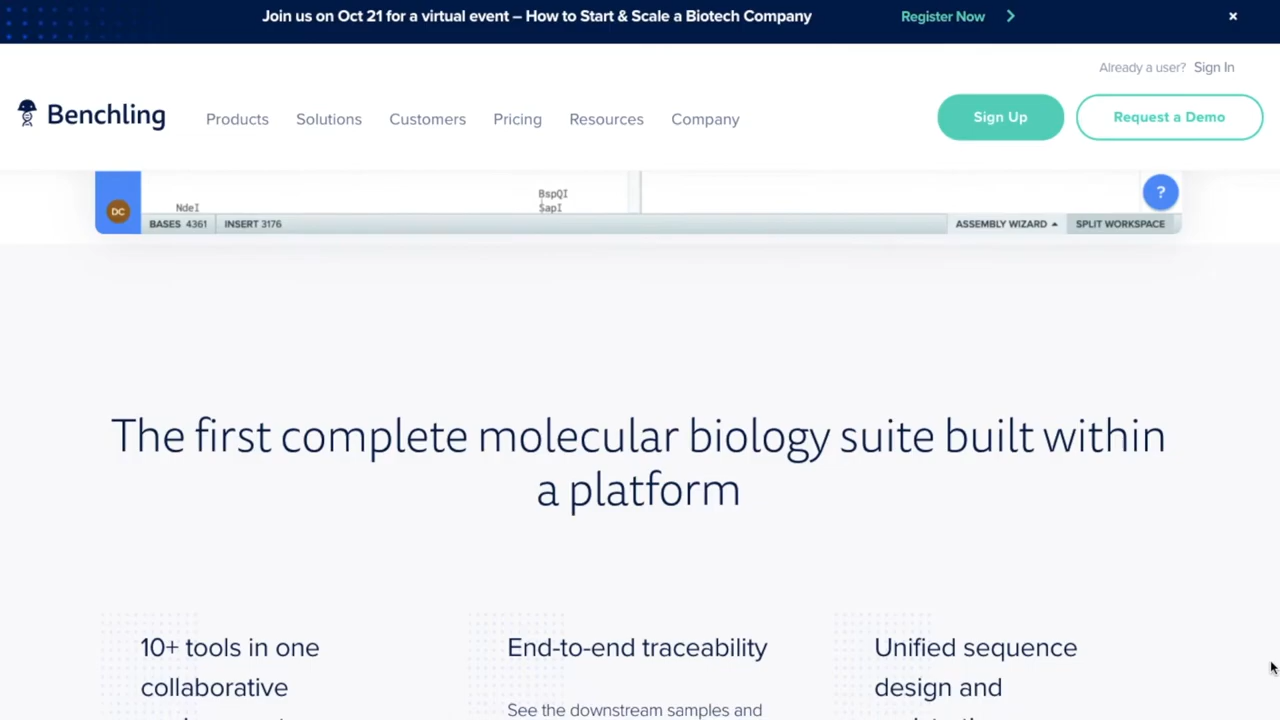 Join us on Oct 21 for a virtual event – How to Start & Scale a Biotech Company Register Now
×
Already a user? Sign In
Benchling Products Solutions Customers Pricing Resources Company Sign Up Request a Demo
BspQI
?
NdeI SapI
DC
BASES 4361 INSERT 3176 ASSEMBLY WIZARD SPLIT WORKSPACE
The first complete molecular biology suite built within
a platform
10+ tools in one
collaborative
End-to-end traceability
See the downstream samples and
Unified sequence
design and